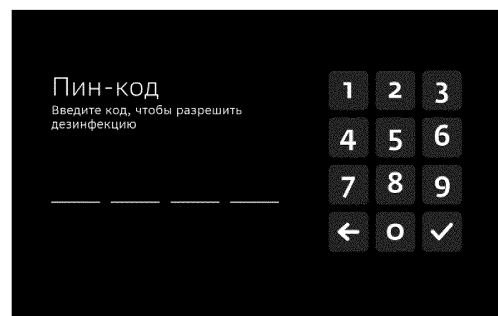 Пин-код
Введите код, чтобы разрешить
дезинфекцию
1 2 3
4 5 6
7 8 9
0